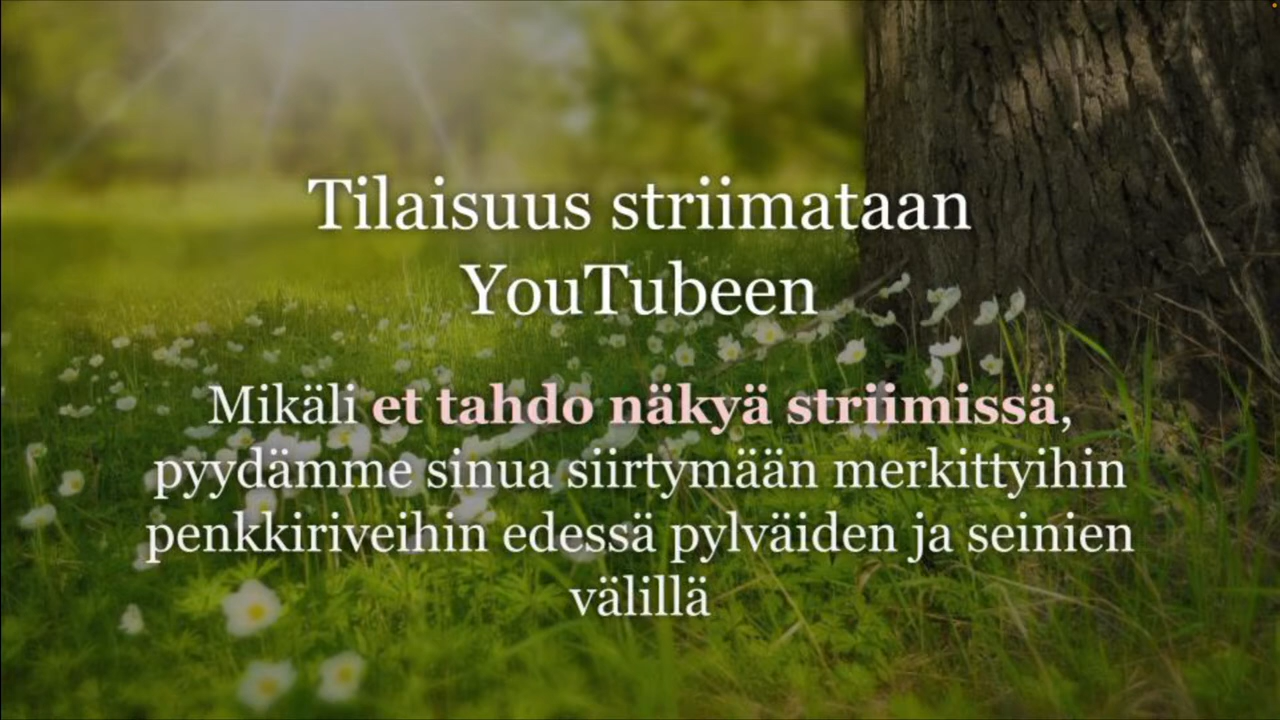 Tilaisuus striimataan
YouTubeen
Mikäli et tahdo näkyä striimissä,
pyydämme sinua siirtymään merkittyihin
penkkiriveihin edessä pylväiden ja seinien
välillä